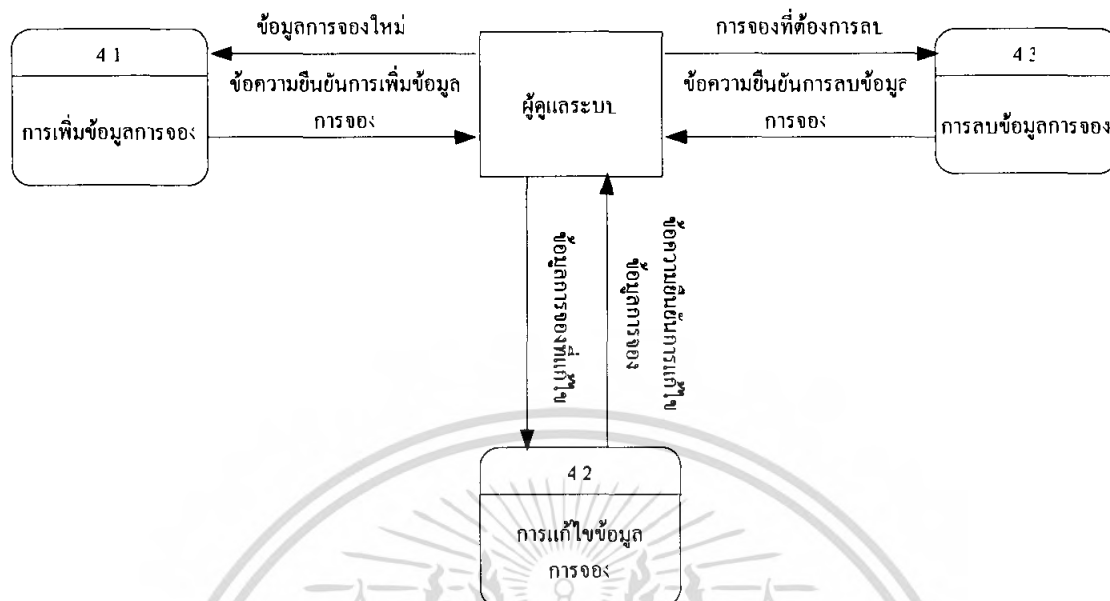 ข้อมูลการจองใหม่
การจองที่ต้องการลบ
4.1
4.3
ข้อความยืนยันการเพิ่มข้อมูล
การจอง
ผู้ดูแลระบบ
ข้อความยืนยันการลบข้อมูล
การจอง
การเพิ่มข้อมูลการจอง
การลบข้อมูลการจอง
ข้อมูลการจองที่แก้ไข
ข้อความยืนยันการแก้ไข
ข้อมูลการจอง
4.2
การแก้ไขข้อมูล
การจอง